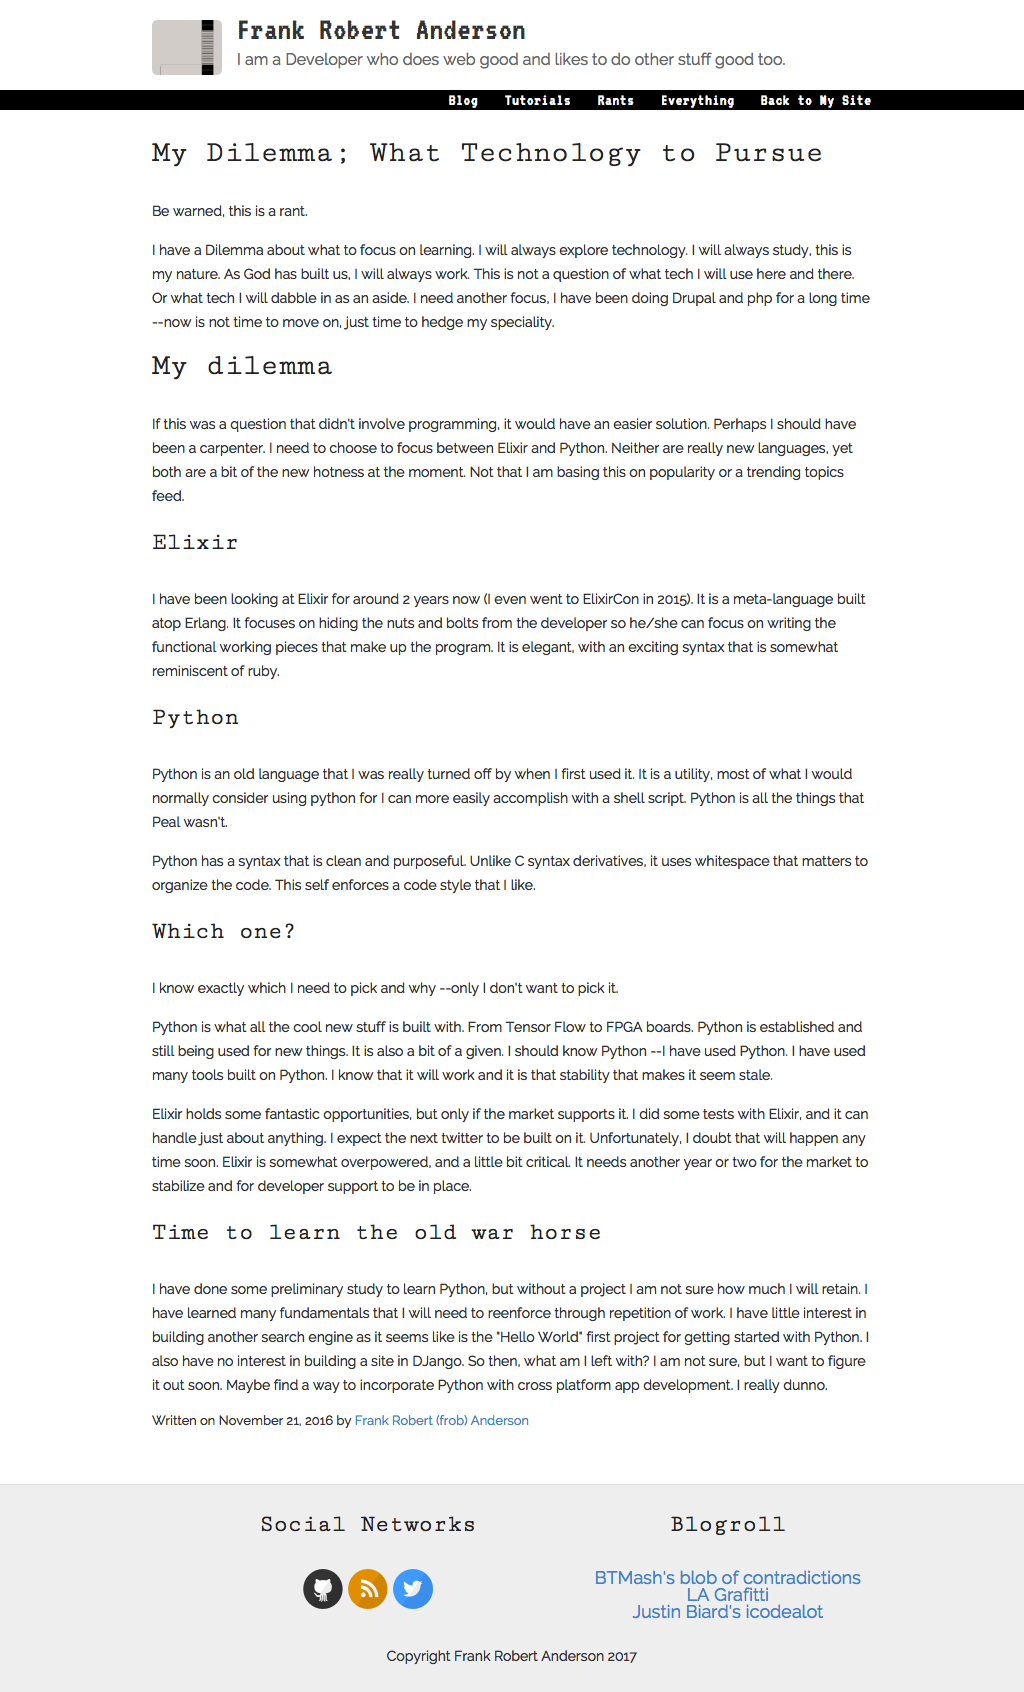 Frank Robert Anderson
I am a Developer who does web good and likes to do other stuff good too.
Blog Tutorials Rants Everything Back to My Site
My Dilemma; What Technology to Pursue
Be warned, this is a rant.
I have a Dilemma about what to focus on learning. I will always explore technology. I will always study, this is
my nature. As God has built us, I will always work. This is not a question of what tech I will use here and there.
Or what tech I will dabble in as an aside. I need another focus, I have been doing Drupal and php for a long time
--now is not time to move on, just time to hedge my speciality.
My dilemma
If this was a question that didn't involve programming, it would have an easier solution. Perhaps I should have
been a carpenter. I need to choose to focus between Elixir and Python. Neither are really new languages, yet
both are a bit of the new hotness at the moment. Not that I am basing this on popularity or a trending topics
feed.
Elixir
I have been looking at Elixir for around 2 years now (I even went to ElixirCon in 2015). It is a meta-language built
atop Erlang. It focuses on hiding the nuts and bolts from the developer so he/she can focus on writing the
functional working pieces that make up the program. It is elegant, with an exciting syntax that is somewhat
reminiscent of ruby.
Python
Python is an old language that I was really turned off by when I first used it. It is a utility, most of what I would
normally consider using python for I can more easily accomplish with a shell script. Python is all the things that
Peal wasn't.
Python has a syntax that is clean and purposeful. Unlike C syntax derivatives, it uses whitespace that matters to
organize the code. This self enforces a code style that I like.
Which one?
I know exactly which I need to pick and why --only I don't want to pick it.
Python is what all the cool new stuff is built with. From Tensor Flow to FPGA boards. Python is established and
still being used for new things. It is also a bit of a given. I should know Python --I have used Python. I have used
many tools built on Python. I know that it will work and it is that stability that makes it seem stale.
Elixir holds some fantastic opportunities, but only if the market supports it. I did some tests with Elixir, and it can
handle just about anything. I expect the next twitter to be built on it. Unfortunately, I doubt that will happen any
time soon. Elixir is somewhat overpowered, and a little bit critical. It needs another year or two for the market to
stabilize and for developer support to be in place.
Time to learn the old war horse
I have done some preliminary study to learn Python, but without a project I am not sure how much I will retain. I
have learned many fundamentals that I will need to reenforce through repetition of work. I have little interest in
building another search engine as it seems like is the "Hello World" first project for getting started with Python. I
also have no interest in building a site in DJango. So then, what am I left with? I am not sure, but I want to figure
it out soon. Maybe find a way to incorporate Python with cross platform app development. I really dunno.
Written on November 21, 2016 by Frank Robert (frob) Anderson
Social Networks
Blogroll
BTMash's blob of contradictions
LA Grafitti
Justin Biard's icodealot
Copyright Frank Robert Anderson 2017